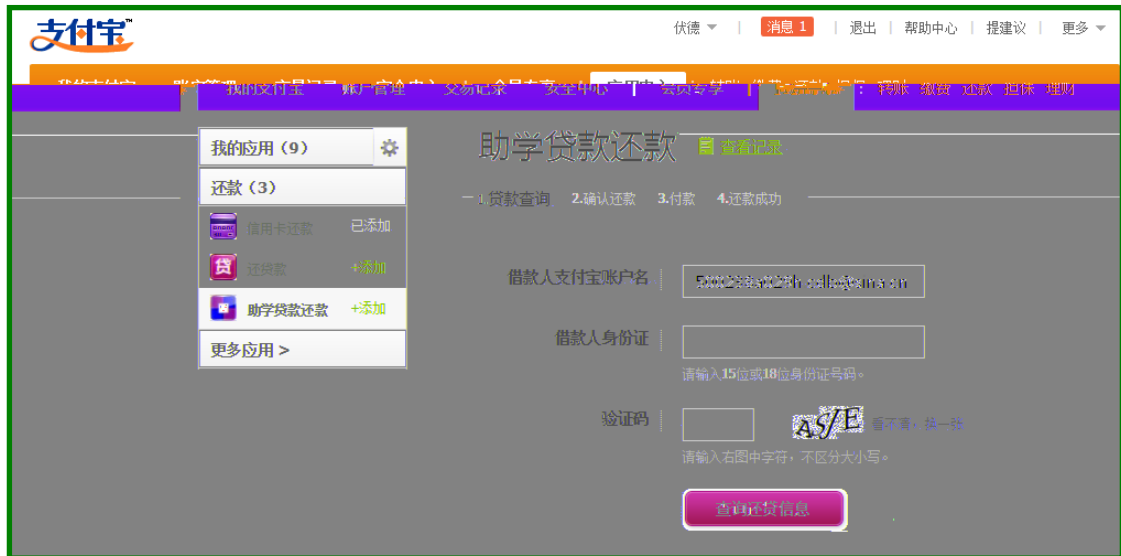 支付宝™
伏德 | 消息 1 | 退出 | 帮助中心 | 提建议 | 更多
应用中心
我的支付宝 账户管理 交易记录 安全中心 会员专享 : 转账 缴费 还款 担保 理财
我的应用（9）
还款（3）
信用卡还款 已添加
还贷款 +添加
助学贷款还款 +添加
更多应用 >
助学贷款还款 查看记录
1.贷款查询 2.确认还款 3.付款 4.还款成功
借款人支付宝账户名
借款人身份证
请输入15位或18位身份证号码。
验证码 看不清，换一张
请输入右图中字符，不区分大小写。
查询还贷信息